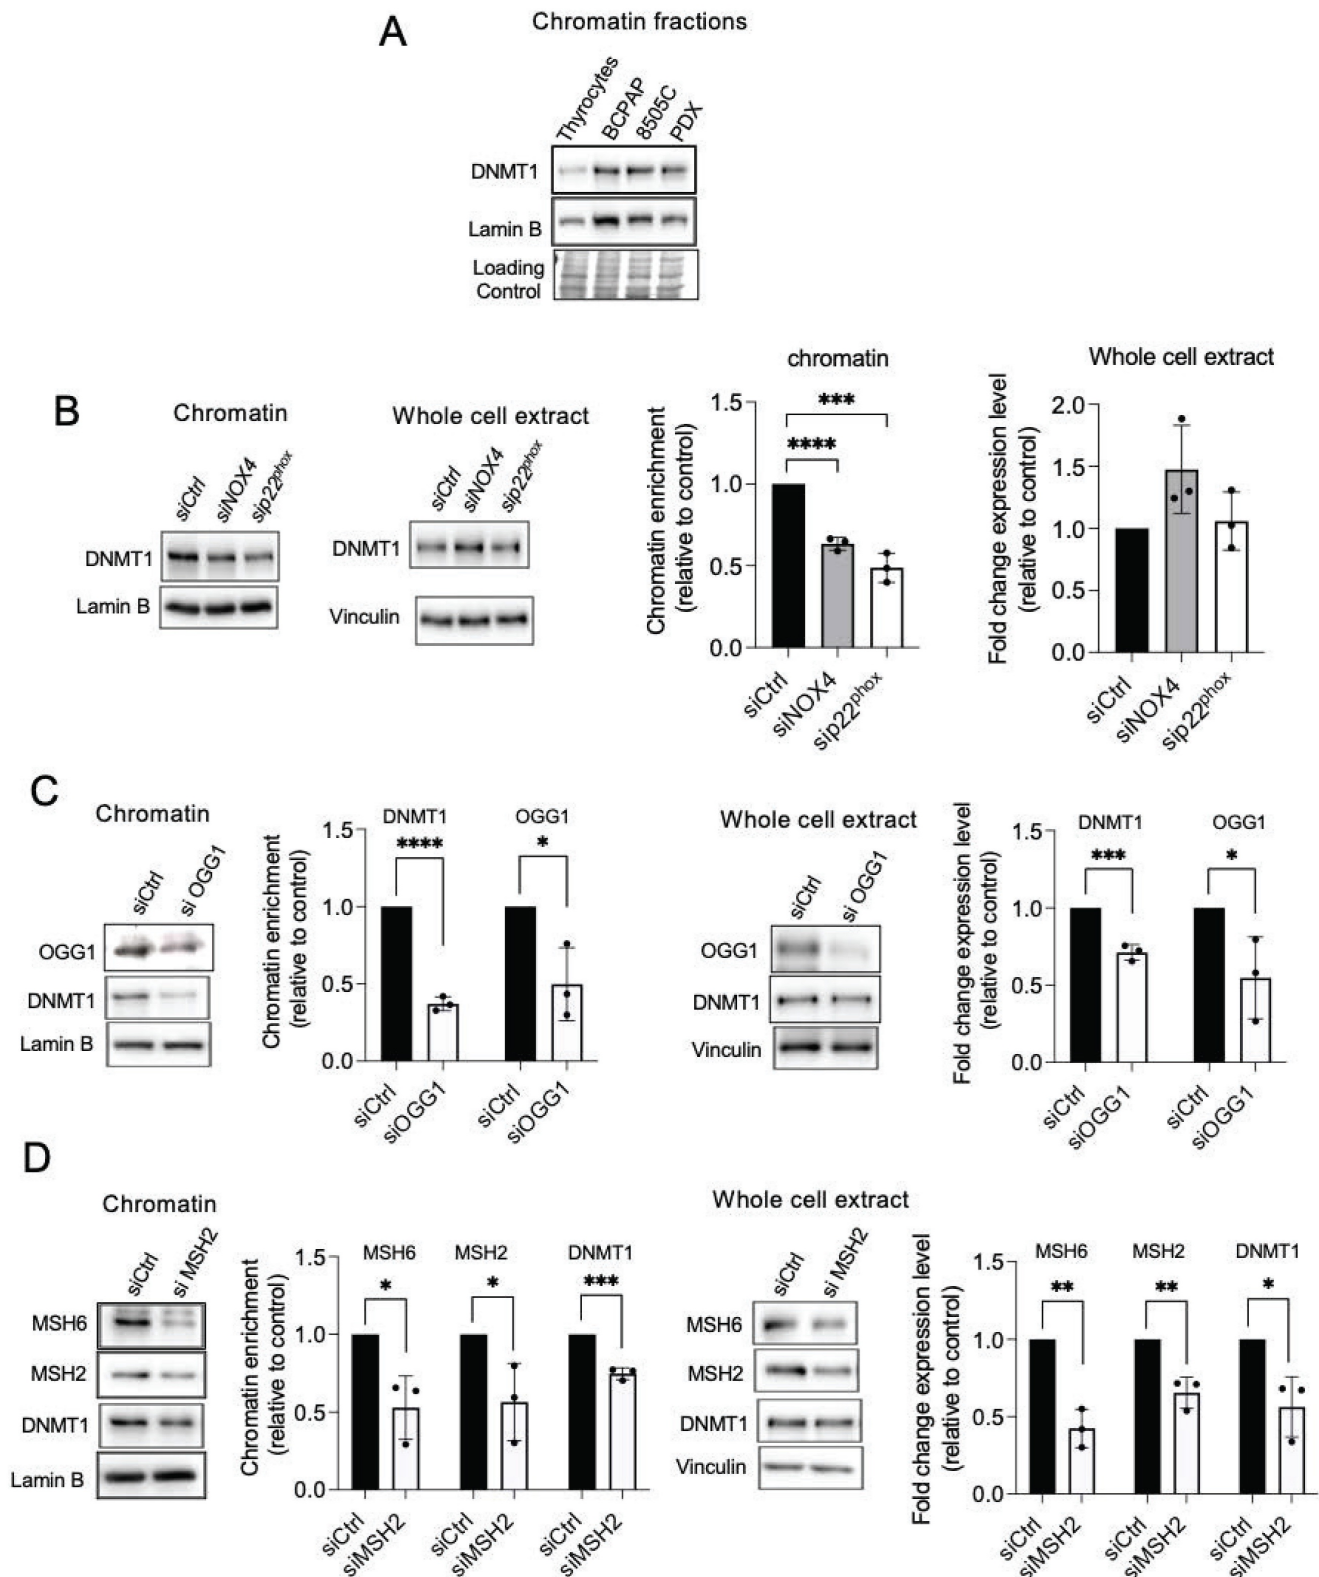 A
Chromatin fractions
Thyrocytes
BCPAP
8505C
PDX
DNMT1
Lamin B
Loading
Control
B
Chromatin
siCtrl
siNOX4
sip22phox
DNMT1
Lamin B
Whole cell extract
siCtrl
siNOX4
sip22phox
DNMT1
Vinculin
chromatin
Chromatin enrichment
(relative to control)
1.5
1.0
0.5
0.0
***
****
siCtrl
siNOX4
sip22phox
Whole cell extract
Fold change expression level
(relative to control)
2.0
1.5
1.0
0.5
0.0
siCtrl
siNOX4
sip22phox
C
Chromatin
siCtrl
si OGG1
OGG1
DNMT1
Lamin B
Chromatin enrichment
(relative to control)
1.5
1.0
0.5
0.0
DNMT1
OGG1
****
*
siCtrl
siOGG1
siCtrl
siOGG1
Whole cell extract
siCtrl
si OGG1
OGG1
DNMT1
Vinculin
Fold change expression level
(relative to control)
1.5
1.0
0.5
0.0
DNMT1
OGG1
***
*
siCtrl
siOGG1
siCtrl
siOGG1
D
Chromatin
siCtrl
si MSH2
MSH6
MSH2
DNMT1
Lamin B
Chromatin enrichment
(relative to control)
1.5
1.0
0.5
0.0
MSH6
MSH2
DNMT1
*
*
***
siCtrl
siMSH2
siCtrl
siMSH2
siCtrl
siMSH2
Whole cell extract
siCtrl
si MSH2
MSH6
MSH2
DNMT1
Vinculin
Fold change expression level
(relative to control)
1.5
1.0
0.5
0.0
MSH6
MSH2
DNMT1
**
**
*
siCtrl
siMSH2
siCtrl
siMSH2
siCtrl
siMSH2